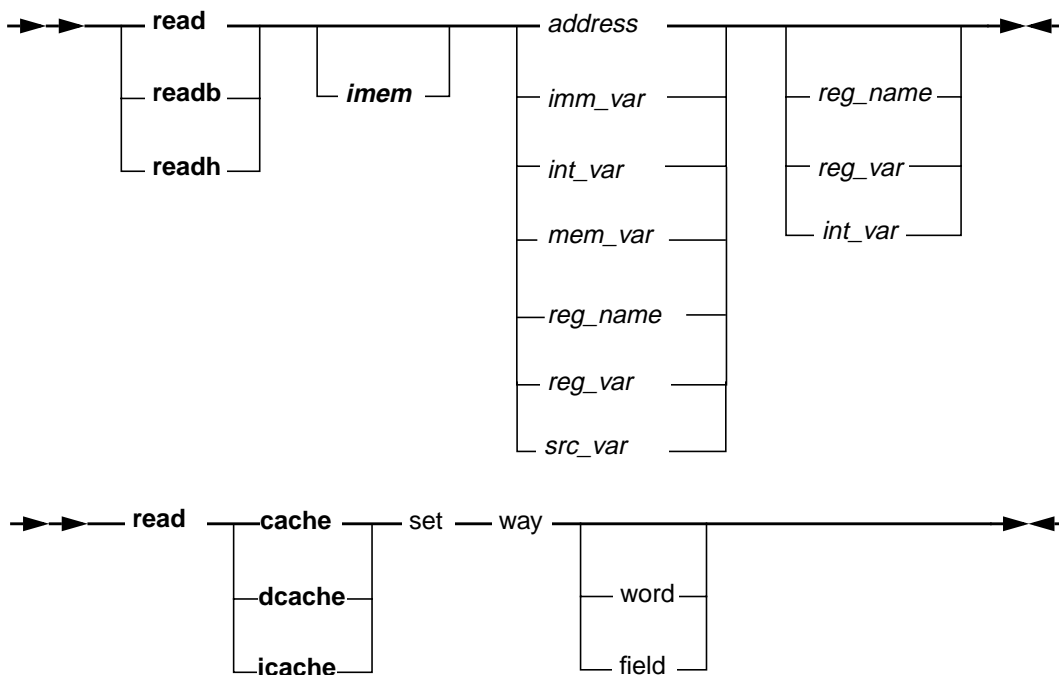 read address
readb imem imm_var reg_name
readh int_var reg_var
mem_var int_var
reg_name
reg_var
src_var
read cache set way
dcache word
icache field